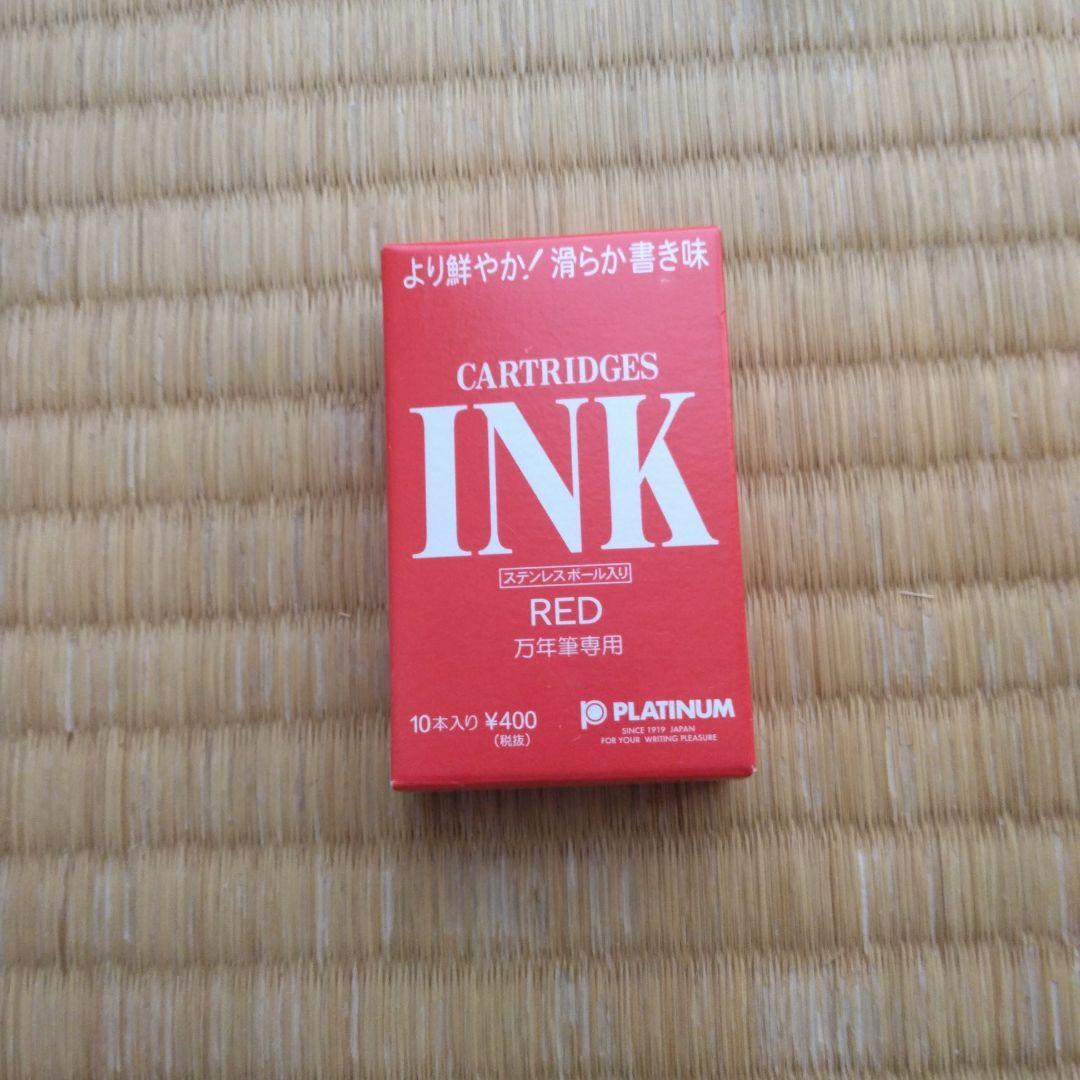 より鮮やか！滑らか書き味
CARTRIDGES
INK
ステンレスボール入り
RED
万年筆専用
10本入り ¥400
(税抜)
P PLATINUM
SINCE 1919 JAPAN
FOR YOUR WRITING PLEASURE